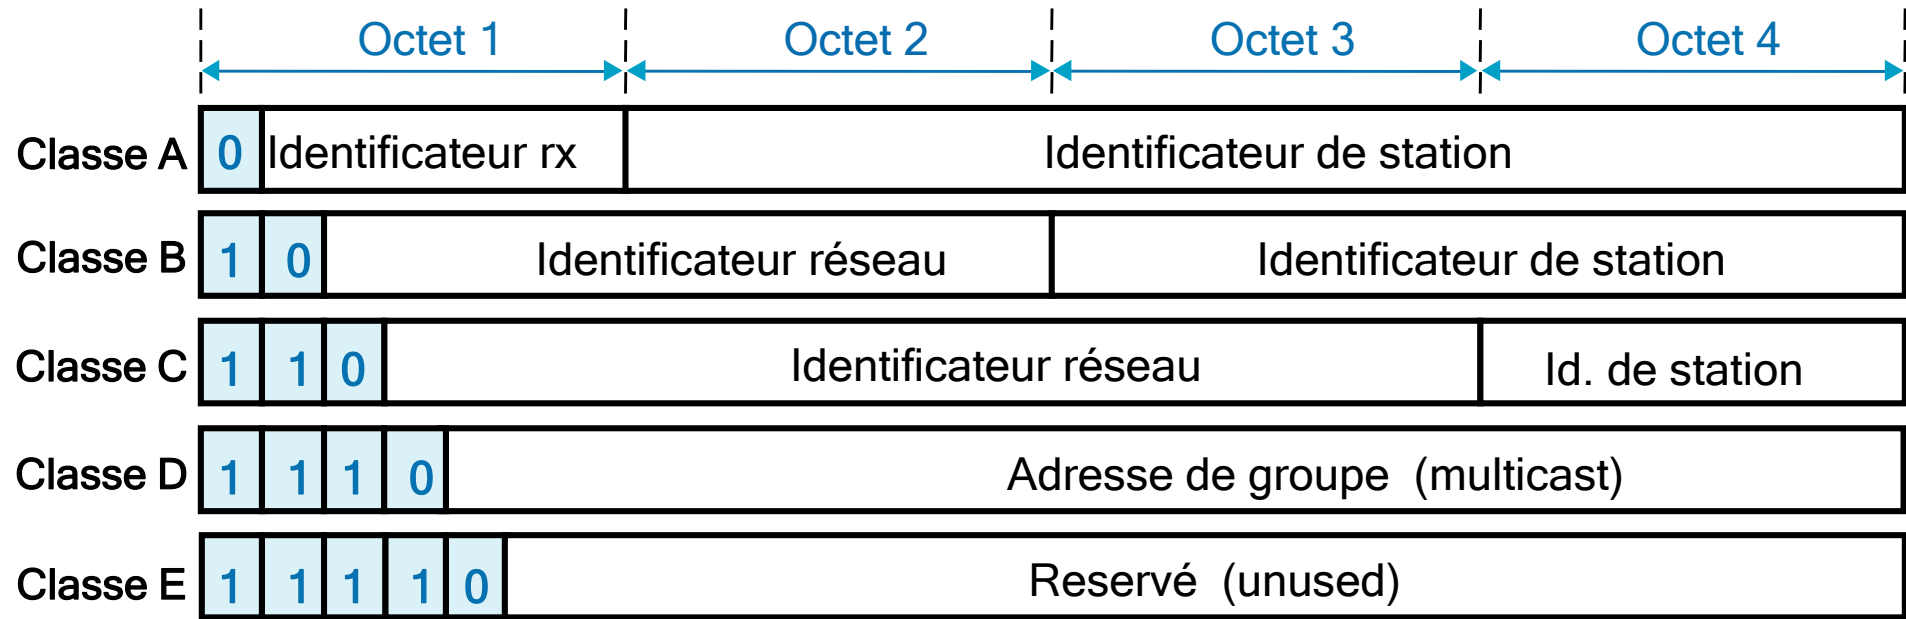 Octet 1 Octet 2 Octet 3 Octet 4
Classe A 0 Identificateur rx Identificateur de station
Classe B 1 0 Identificateur réseau Identificateur de station
Classe C 1 1 0 Identificateur réseau Id. de station
Classe D 1 1 1 0 Adresse de groupe (multicast)
Classe E 1 1 1 1 0 Reservé (unused)